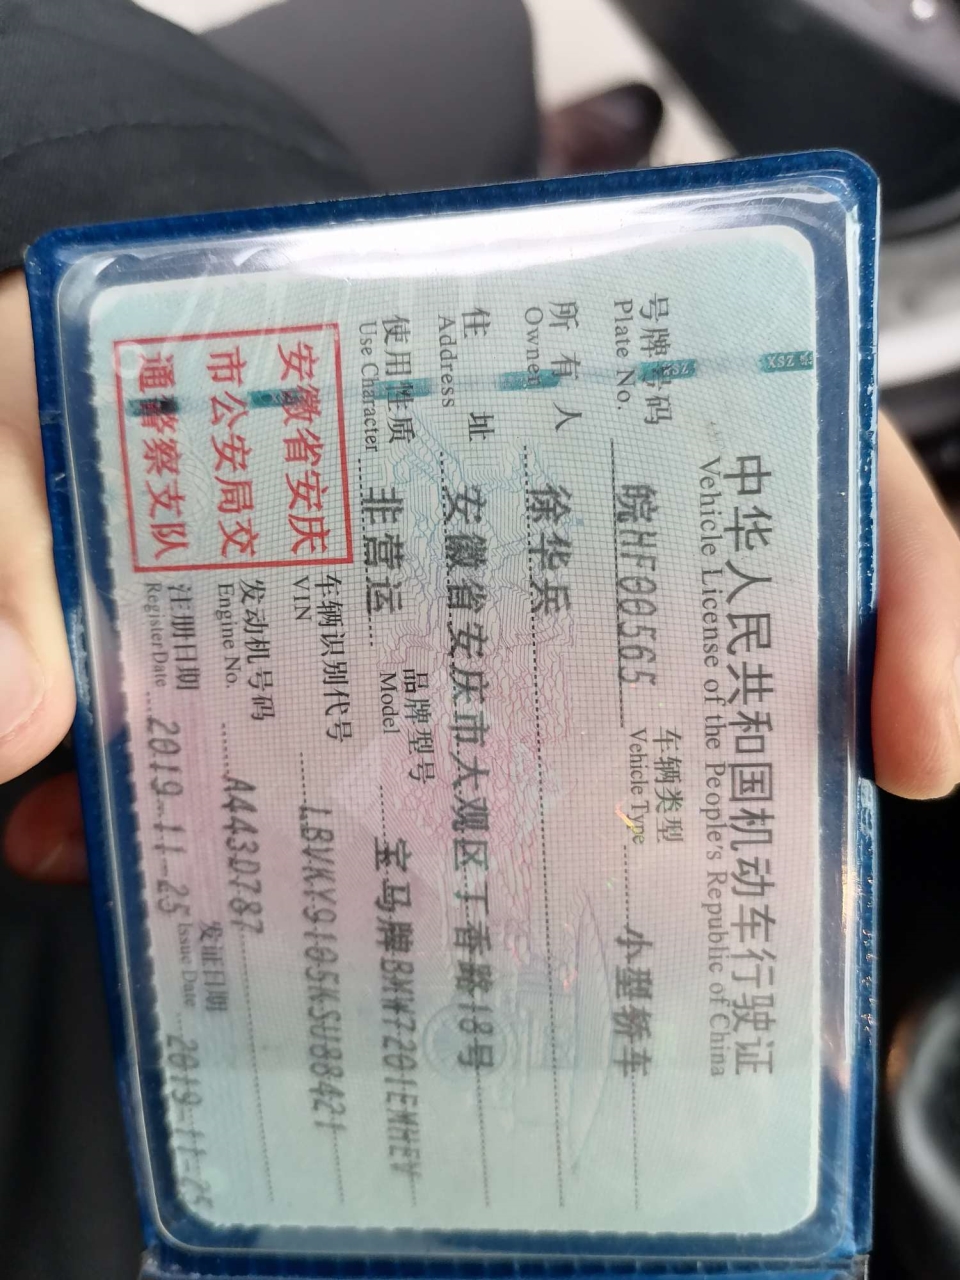 中华人民共和国机动车行驶证
Vehicle License of the People's Republic of China
号牌号码 皖HF00565 车辆类型 小型轿车
Plate No. Vehicle Type
所有人 徐华兵
Owner
住址 安徽省安庆市大观区丁香路18号
Address
使用性质 非营运 品牌型号 宝马牌BMW7201EMHEV
Use Character Model
安徽省安庆
市公安局交
通警察支队
车辆识别代号 LBVKY9105KSU88421
VIN
发动机号码 A443D787
Engine No.
注册日期 2019-11-25 发证日期 2019-11-25
Register Date Issue Date
XSZ
XSZ